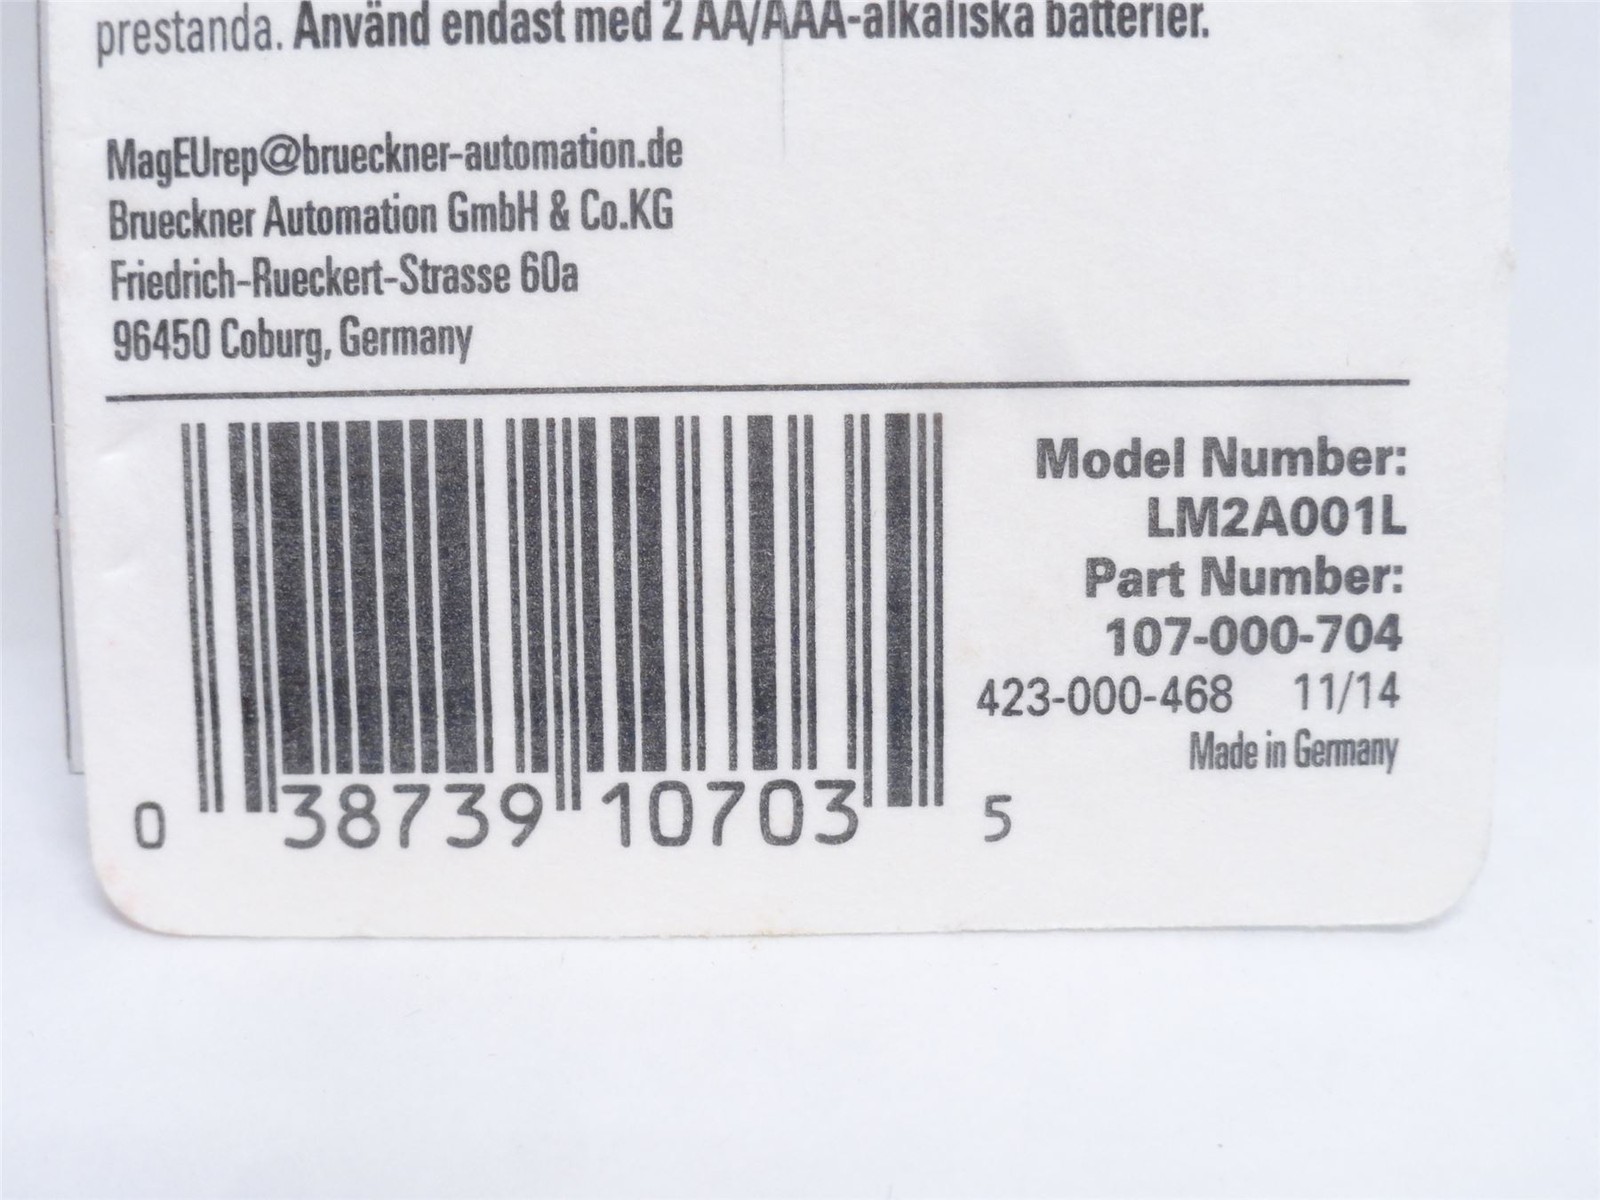 prestanda. Använd endast med 2 AA/AAA-alkaliska batterier.
MagEUrep@brueckner-automation.de
Brueckner Automation GmbH & Co.KG
Friedrich-Rueckert-Strasse 60a
96450 Coburg, Germany
Model Number:
LM2A001L
Part Number:
107-000-704
423-000-468 11/14
Made in Germany
0 38739 10703 5